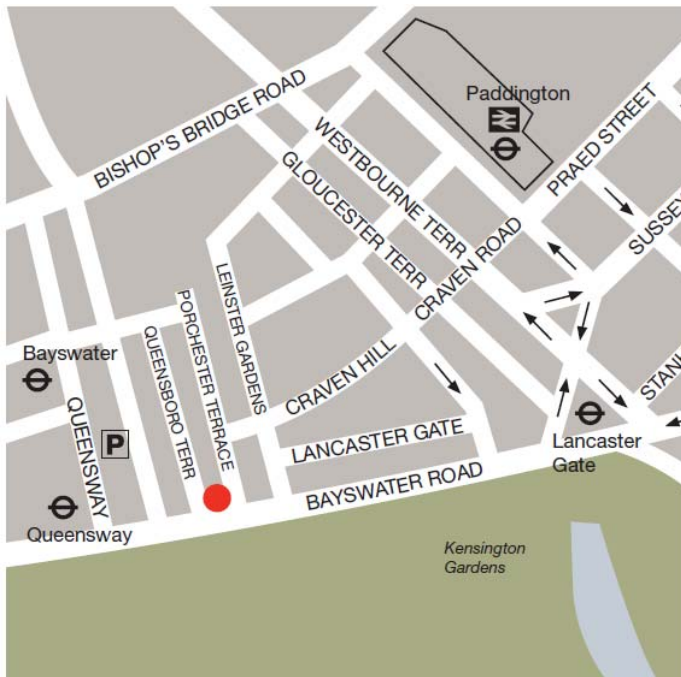 Paddington
BISHOP'S BRIDGE ROAD
PRAED STREET
WESTBOURNE TERR
GLOUCESTER TERR
SUSSEX
CRAVEN ROAD
LEINSTER GARDENS
PORCHESTER TERRACE
QUEENSBORO TERR
Bayswater
CRAVEN HILL
STANH
QUEENSWAY
P
LANCASTER GATE
Lancaster
Gate
BAYSWATER ROAD
Queensway
Kensington
Gardens